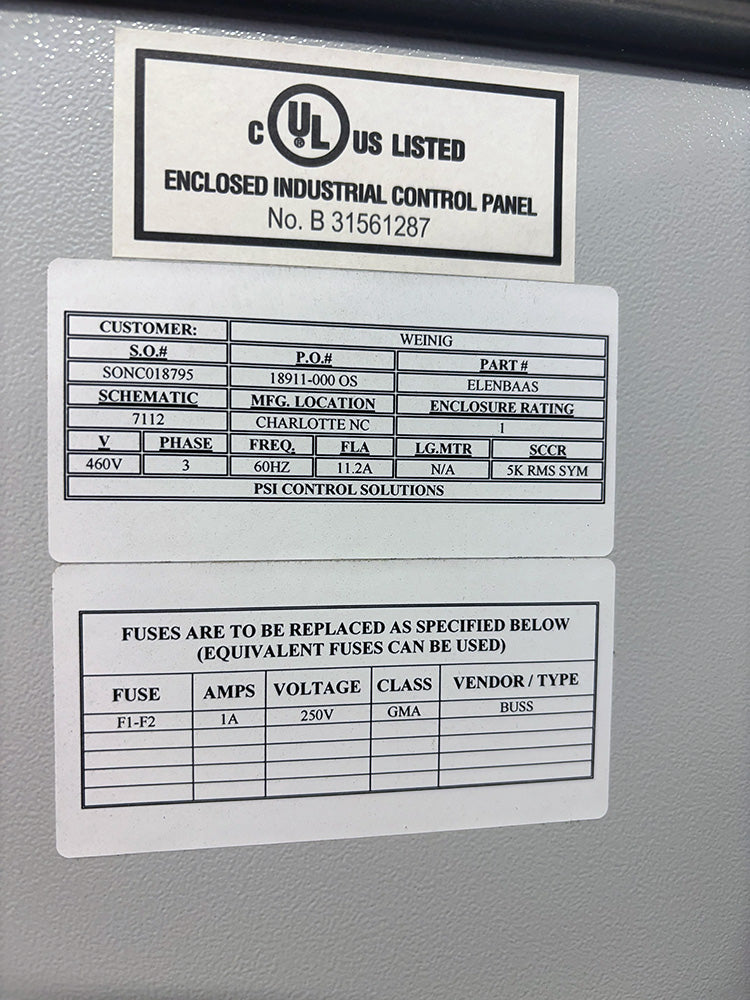 C UL® US LISTED
ENCLOSED INDUSTRIAL CONTROL PANEL
No. B 31561287
CUSTOMER: WEINIG
S.O.# P.O.# PART #
SONC018795 18911-000 OS ELENBAAS
SCHEMATIC MFG. LOCATION ENCLOSURE RATING
7112 CHARLOTTE NC 1
V PHASE FREQ. FLA LG.MTR SCCR
460V 3 60HZ 11.2A N/A 5K RMS SYM
PSI CONTROL SOLUTIONS
FUSES ARE TO BE REPLACED AS SPECIFIED BELOW
(EQUIVALENT FUSES CAN BE USED)
FUSE AMPS VOLTAGE CLASS VENDOR / TYPE
F1-F2 1A 250V GMA BUSS